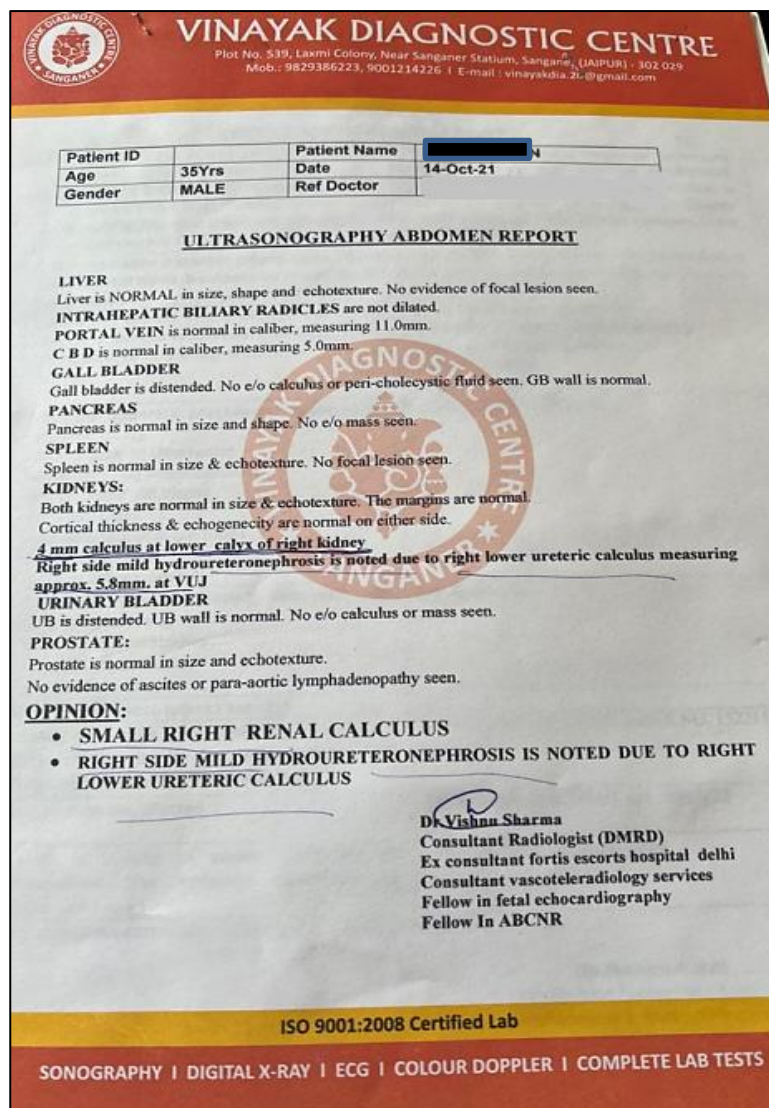 VINAYAK DIAGNOSTIC CENTRE
Plot No. 539, Laxmi Colony, Near Sanganer Statium, Sanganer, (JAIPUR) - 302 029
Mob.: 9829386223, 9001214226 I E-mail : vinayakdia.2@gmail.com
VINAYAK DIAGNOSTIC CENTRE
SANGANER
Patient ID Patient Name N
Age 35Yrs Date 14-Oct-21
Gender MALE Ref Doctor
ULTRASONOGRAPHY ABDOMEN REPORT
LIVER
Liver is NORMAL in size, shape and echotexture. No evidence of focal lesion seen.
INTRAHEPATIC BILIARY RADICLES are not dilated.
PORTAL VEIN is normal in caliber, measuring 11.0mm.
C B D is normal in caliber, measuring 5.0mm.
GALL BLADDER
Gall bladder is distended. No e/o calculus or peri-cholecystic fluid seen. GB wall is normal.
PANCREAS
Pancreas is normal in size and shape. No e/o mass seen.
SPLEEN
Spleen is normal in size & echotexture. No focal lesion seen.
KIDNEYS:
Both kidneys are normal in size & echotexture. The margins are normal.
Cortical thickness & echogenecity are normal on either side.
4 mm calculus at lower calyx of right kidney
Right side mild hydroureteronephrosis is noted due to right lower ureteric calculus measuring
approx. 5.8mm. at VUJ
URINARY BLADDER
UB is distended. UB wall is normal. No e/o calculus or mass seen.
PROSTATE:
Prostate is normal in size and echotexture.
No evidence of ascites or para-aortic lymphadenopathy seen.
OPINION:
• SMALL RIGHT RENAL CALCULUS
• RIGHT SIDE MILD HYDROURETERONEPHROSIS IS NOTED DUE TO RIGHT
LOWER URETERIC CALCULUS
VINAYAK DIAGNOSTIC CENTRE
SANGANER
Dr Vishnu Sharma
Consultant Radiologist (DMRD)
Ex consultant fortis escorts hospital delhi
Consultant vascoteleradiology services
Fellow in fetal echocardiography
Fellow In ABCNR
ISO 9001:2008 Certified Lab
SONOGRAPHY I DIGITAL X-RAY I ECG I COLOUR DOPPLER I COMPLETE LAB TESTS